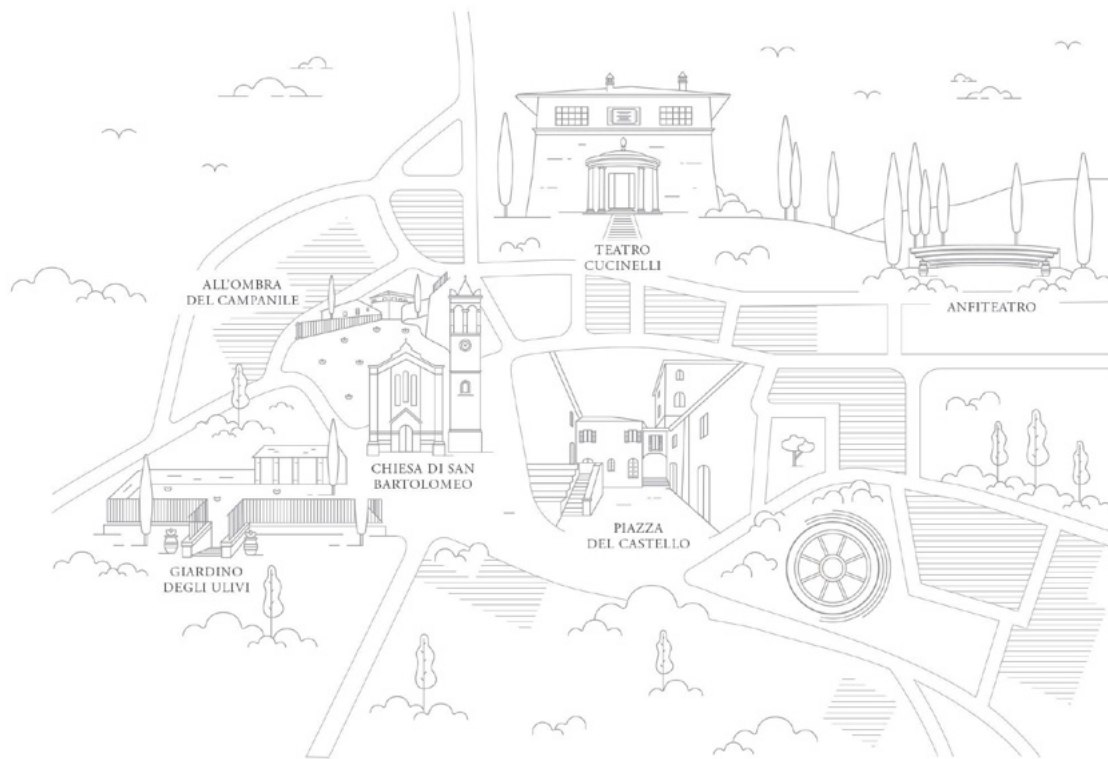 TEATRO
CUCINELLI
ALL'OMBRA
DEL CAMPANILE
ANFITEATRO
CHIESA DI SAN
BARTOLOMEO
PIAZZA
DEL CASTELLO
GIARDINO
DEGLI ULIVI